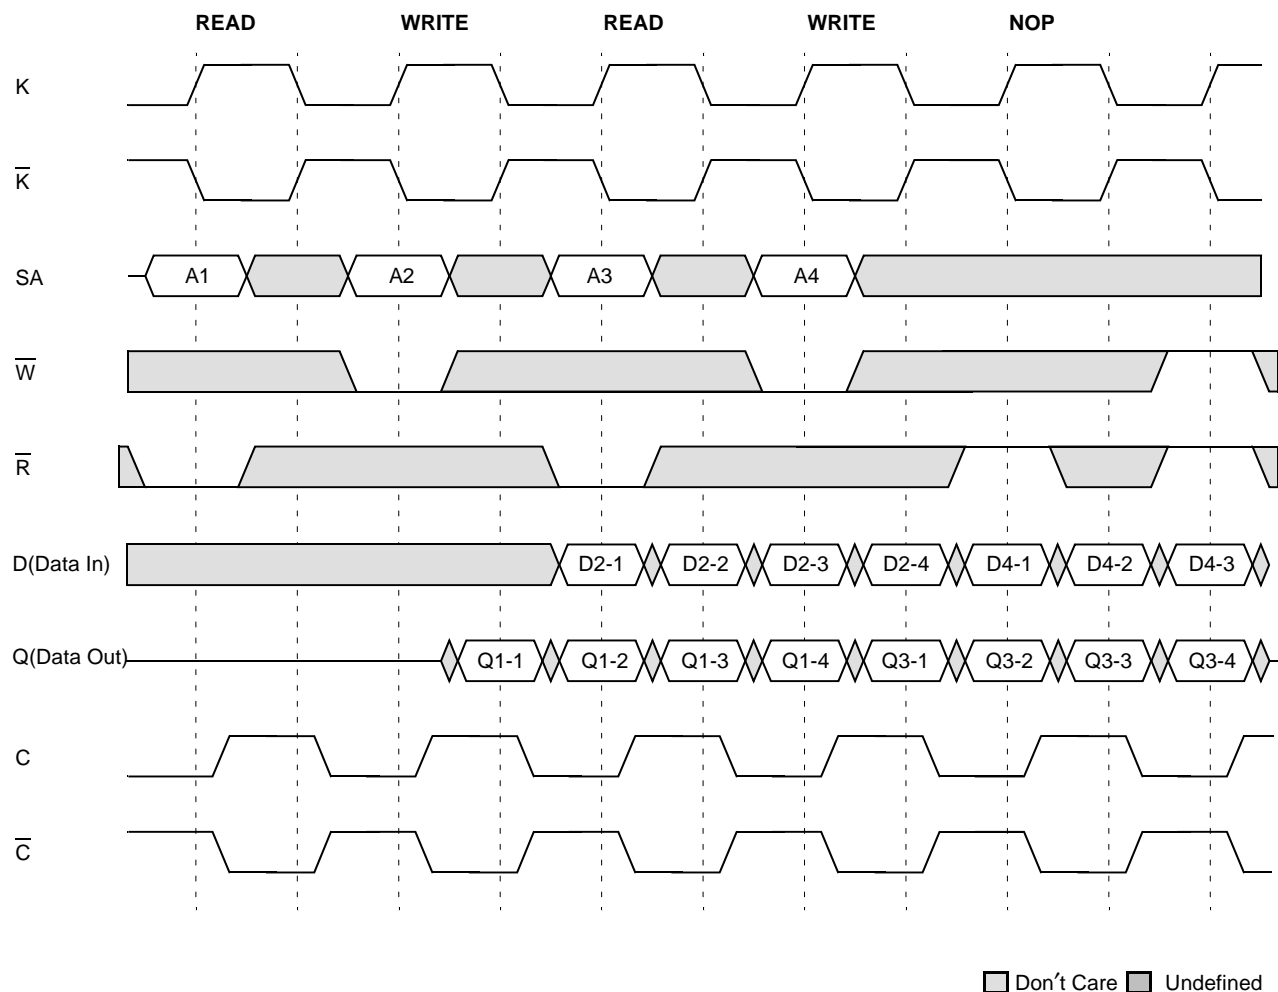 READ WRITE READ WRITE NOP
K
K̅
SA A1 A2 A3 A4
W̅
R̅
D(Data In) D2-1 D2-2 D2-3 D2-4 D4-1 D4-2 D4-3
Q(Data Out) Q1-1 Q1-2 Q1-3 Q1-4 Q3-1 Q3-2 Q3-3 Q3-4
C
C̅
Don′t Care Undefined